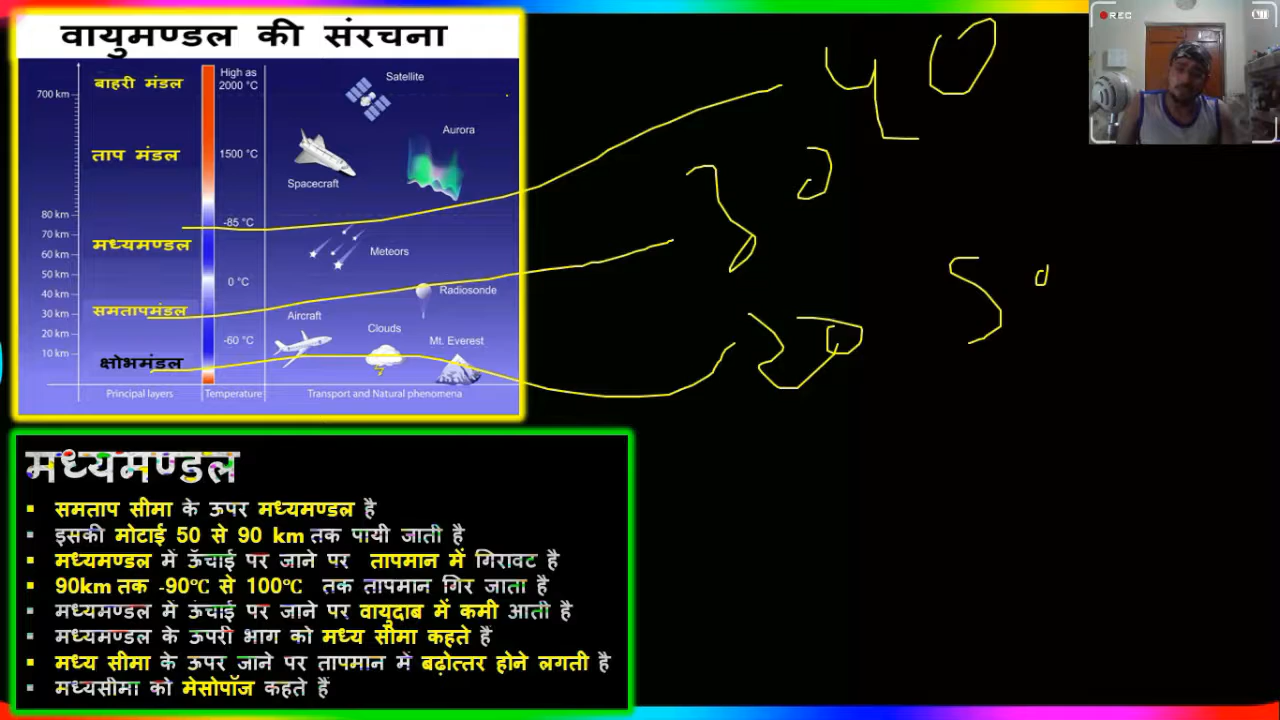 वायुमण्डल की संरचना
REC
बाहरी मंडल
High as
2000 °C
Satellite
700 km
ताप मंडल
1500 °C
Aurora
Spacecraft
80 km
-85 °C
70 km
मध्यमण्डल
60 km
Meteors
50 km
0 °C
40 km
Radiosonde
समतापमंडल
30 km
Aircraft
20 km
-60 °C
Clouds
Mt. Everest
10 km
क्षोभमंडल
Principal layers
Temperature
Transport and Natural phenomena
40
30
20
50
मध्यमण्डल
समताप सीमा के ऊपर मध्यमण्डल है
इसकी मोटाई 50 से 90 km तक पायी जाती है
मध्यमण्डल में ऊँचाई पर जाने पर तापमान में गिरावट है
90km तक -90℃ से 100℃ तक तापमान गिर जाता है
मध्यमण्डल में ऊंचाई पर जाने पर वायुदाब में कमी आती है
मध्यमण्डल के ऊपरी भाग को मध्य सीमा कहते हैं
मध्य सीमा के ऊपर जाने पर तापमान में बढ़ोत्तर होने लगती है
मध्यसीमा को मेसोपॉज कहते हैं